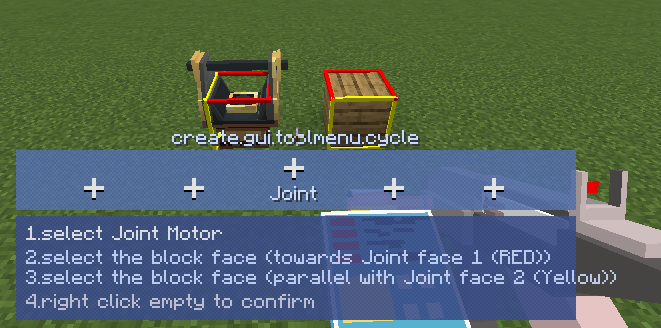 create.gui.toolmenu.cycle
Joint
1.select Joint Motor
2.select the block face (towards Joint face 1 (RED))
3.select the block face (parallel with Joint face 2 (Yellow))
4.right click empty to confirm